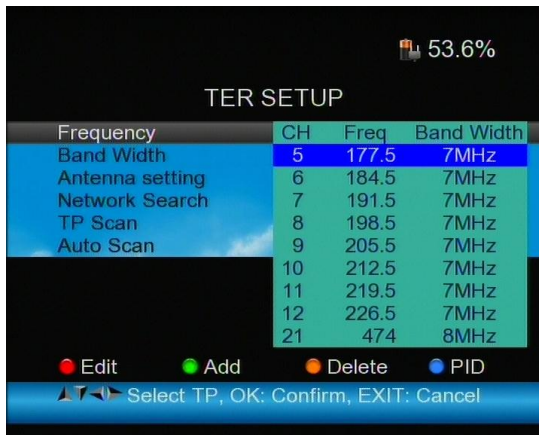 53.6%
TER SETUP
Frequency
Band Width
Antenna setting
Network Search
TP Scan
Auto Scan
CH Freq Band Width
5 177.5 7MHz
6 184.5 7MHz
7 191.5 7MHz
8 198.5 7MHz
9 205.5 7MHz
10 212.5 7MHz
11 219.5 7MHz
12 226.5 7MHz
21 474 8MHz
Edit Add Delete PID
Select TP, OK: Confirm, EXIT: Cancel